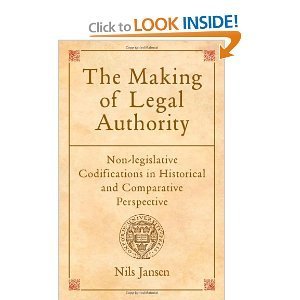 Click to
LOOK INSIDE!
The Making
of Legal
Authority
Non-legislative
Codifications in Historical
and Comparative
Perspective
Nils Jansen